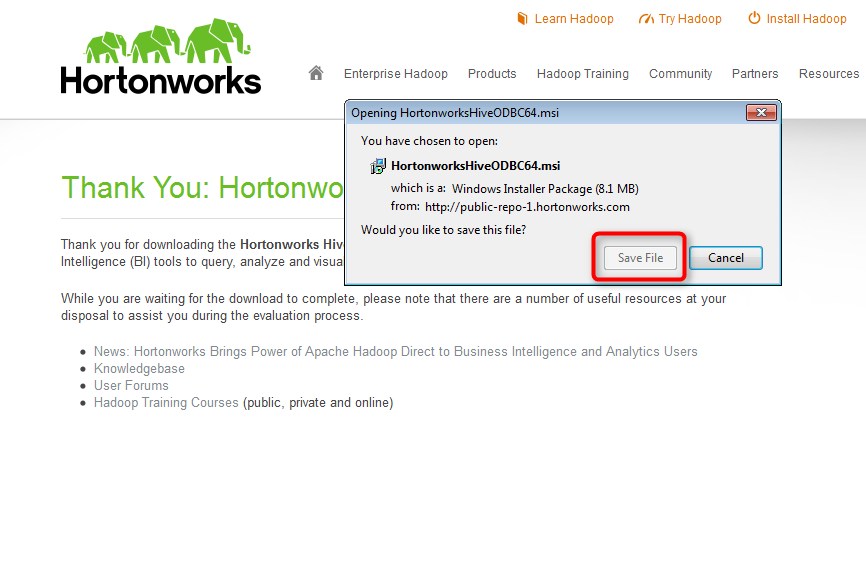 Learn Hadoop Try Hadoop Install Hadoop
Hortonworks
Enterprise Hadoop Products Hadoop Training Community Partners Resources
Opening HortonworksHiveODBC64.msi
You have chosen to open:
HortonworksHiveODBC64.msi
which is a: Windows Installer Package (8.1 MB)
from: http://public-repo-1.hortonworks.com
Would you like to save this file?
Save File Cancel
Thank You: Hortonwo
Thank you for downloading the Hortonworks Hive
Intelligence (BI) tools to query, analyze and visua
While you are waiting for the download to complete, please note that there are a number of useful resources at your
disposal to assist you during the evaluation process.
News: Hortonworks Brings Power of Apache Hadoop Direct to Business Intelligence and Analytics Users
Knowledgebase
User Forums
Hadoop Training Courses (public, private and online)